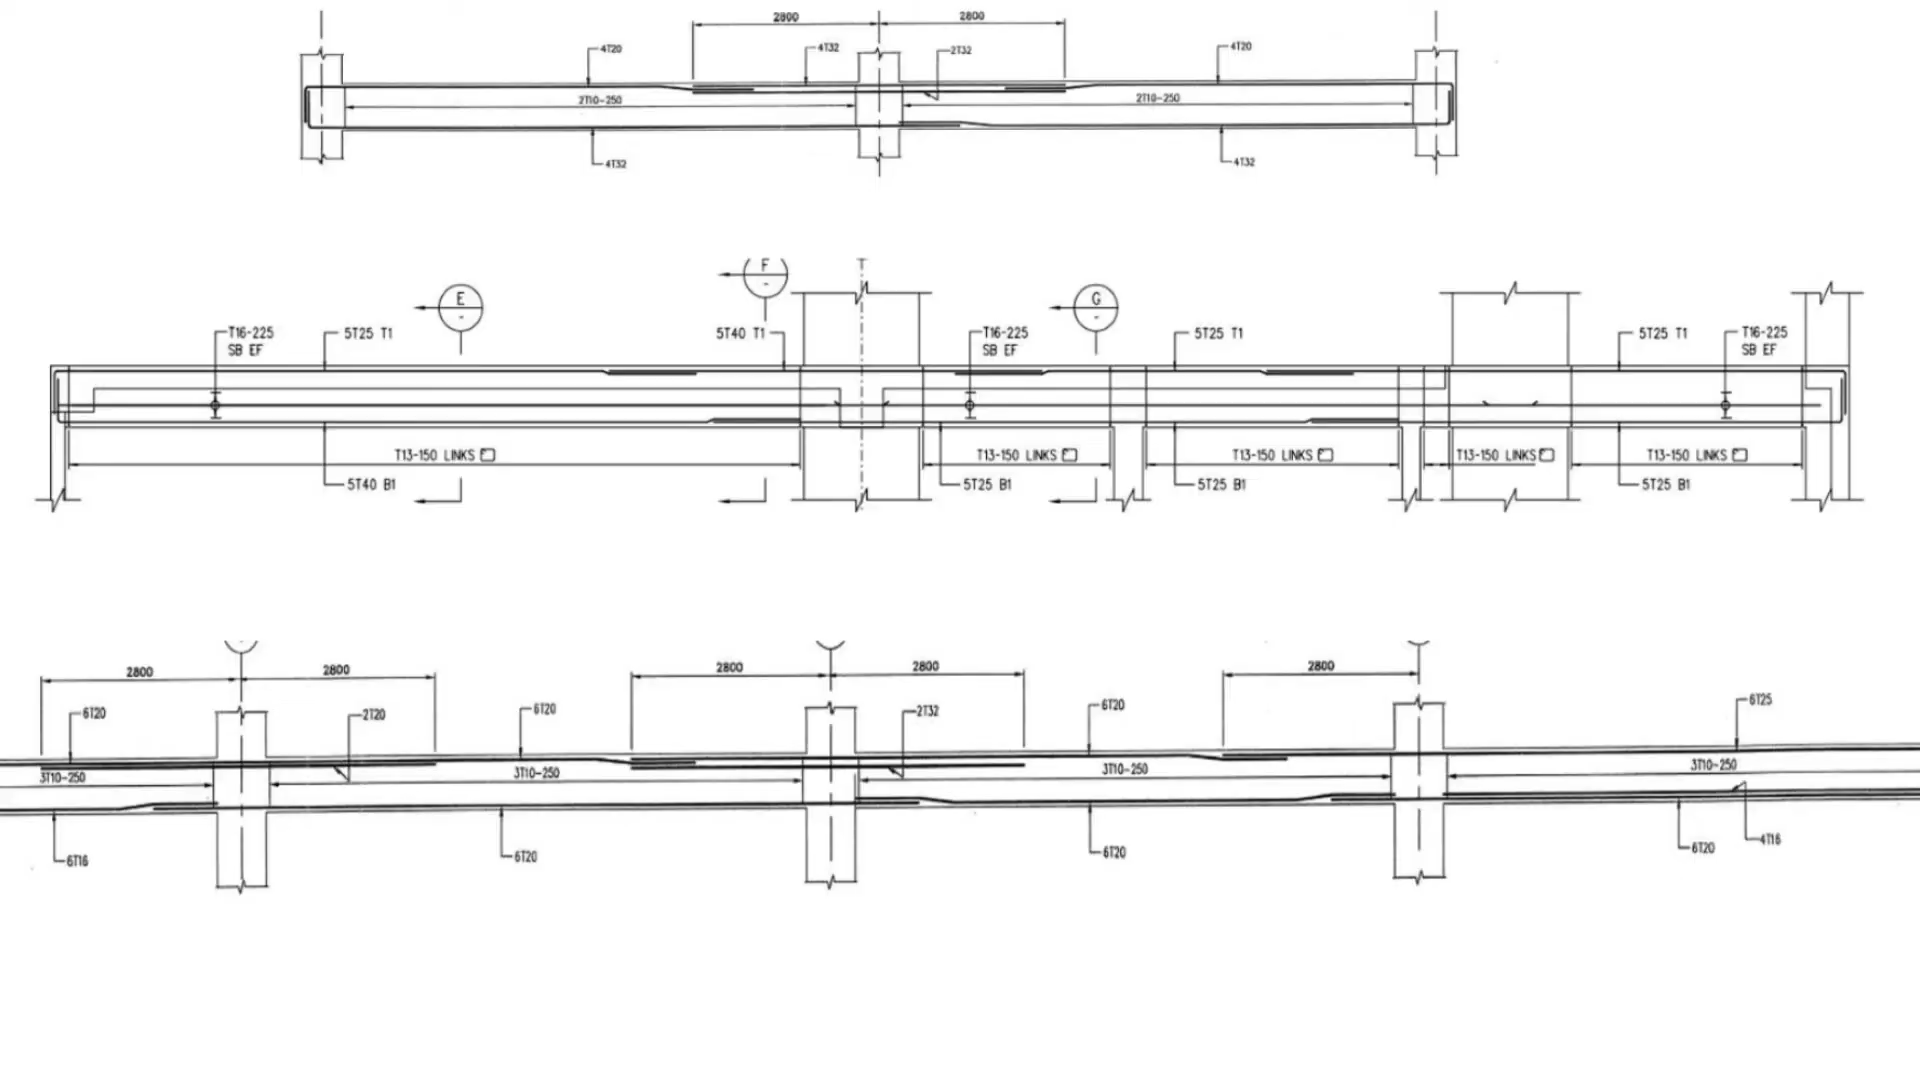 2800
2800
4T20
4T32
2T32
4T20
2T10-250
2T10-250
4T32
4T32
F
-
E
-
G
-
T16-225
SB EF
5T25 T1
5T40 T1
T16-225
SB EF
5T25 T1
5T25 T1
T16-225
SB EF
T13-150 LINKS
T13-150 LINKS
T13-150 LINKS
T13-150 LINKS
T13-150 LINKS
5T40 B1
5T25 B1
5T25 B1
5T25 B1
2800
2800
2800
2800
2800
6T20
2T20
6T20
2T32
6T20
6T25
3T10-250
3T10-250
3T10-250
3T10-250
6T16
6T20
6T20
6T20
4T16